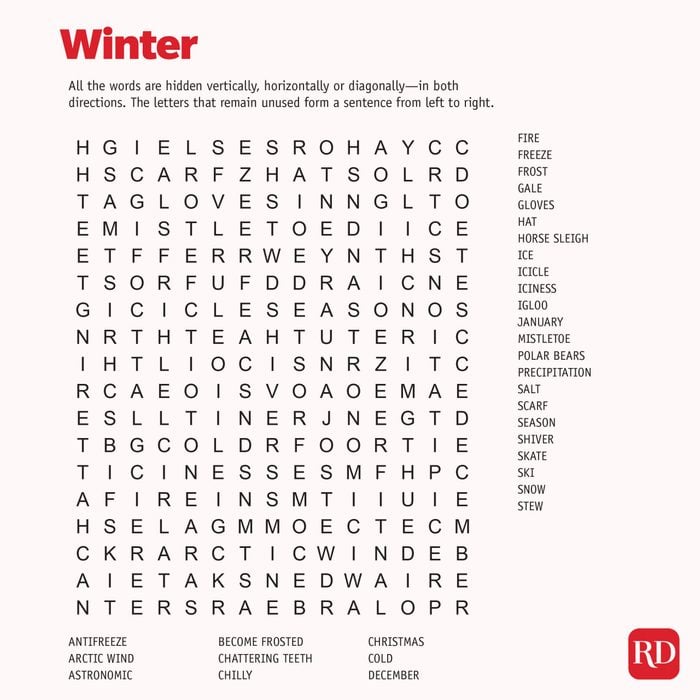 Winter
All the words are hidden vertically, horizontally or diagonally—in both
directions. The letters that remain unused form a sentence from left to right.
H G I E L S E S R O H A Y C C
H S C A R F Z H A T S O L R D
T A G L O V E S I N N G L T O
E M I S T L E T O E D I I C E
E T F F E R R W E Y N T H S T
T S O R F U F D D R A I C N E
G I C I C L E S E A S O N O S
N R T H T E A H T U T E R I C
I H T L I O C I S N R Z I T C
R C A E O I S V O A O E M A E
E S L L T I N E R J N E G T D
T B G C O L D R F O O R T I E
T I C I N E S S E S M F H P C
A F I R E I N S M T I I U I E
H S E L A G M M O E C T E C M
C K R A R C T I C W I N D E B
A I E T A K S N E D W A I R E
N T E R S R A E B R A L O P R
FIRE
FREEZE
FROST
GALE
GLOVES
HAT
HORSE SLEIGH
ICE
ICICLE
ICINESS
IGLOO
JANUARY
MISTLETOE
POLAR BEARS
PRECIPITATION
SALT
SCARF
SEASON
SHIVER
SKATE
SKI
SNOW
STEW
ANTIFREEZE
ARCTIC WIND
ASTRONOMIC
BECOME FROSTED
CHATTERING TEETH
CHILLY
CHRISTMAS
COLD
DECEMBER
RD